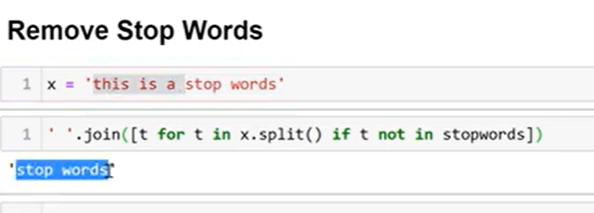 Remove Stop Words
1 x = 'this is a stop words'
1 ' '.join([t for t in x.split() if t not in stopwords])
'stop words'